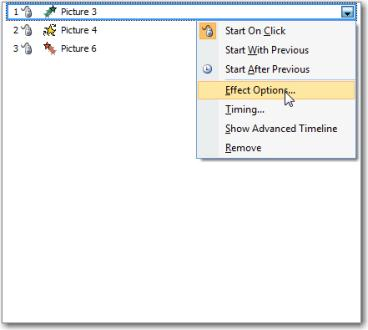 1 Picture 3
2 Picture 4
3 Picture 6
Start On Click
Start With Previous
Start After Previous
Effect Options...
Timing...
Show Advanced Timeline
Remove